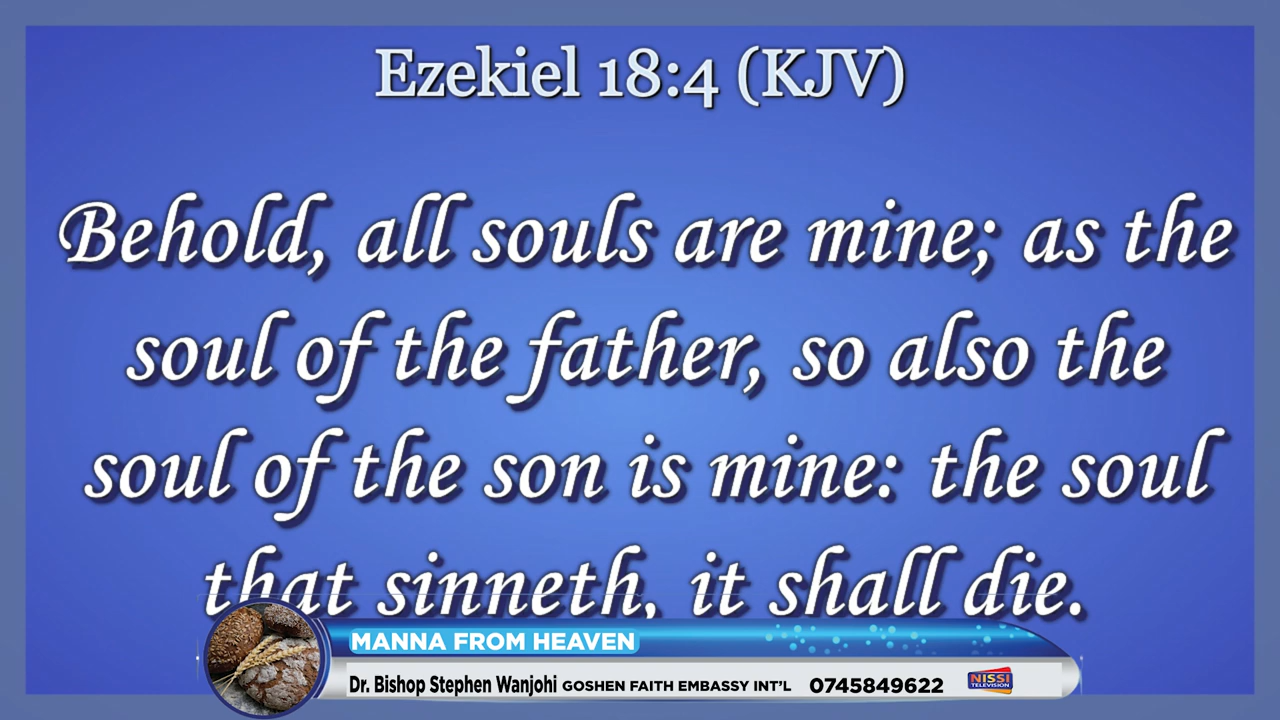 Ezekiel 18:4 (KJV)
Behold, all souls are mine; as the
soul of the father, so also the
soul of the son is mine: the soul
that sinneth, it shall die.
MANNA FROM HEAVEN
Dr. Bishop Stephen Wanjohi GOSHEN FAITH EMBASSY INT'L 0745849622 NISSI
TELEVISION